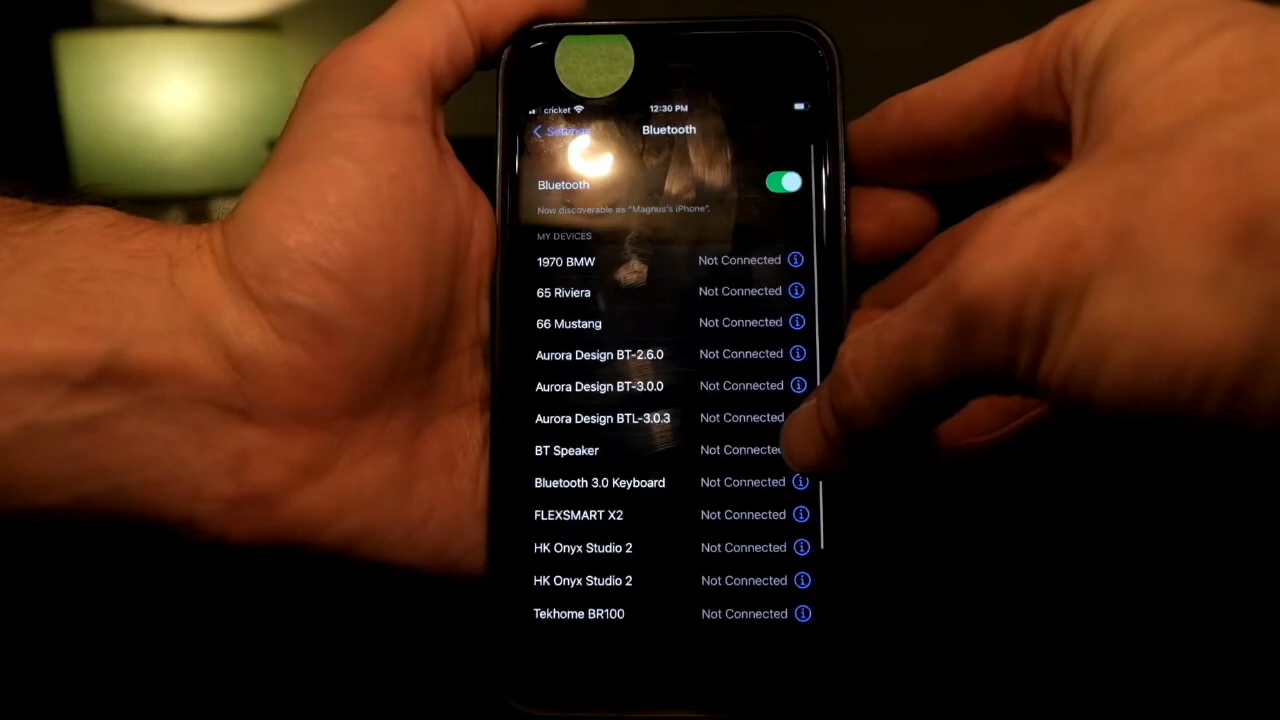 cricket 12:30 PM
Settings Bluetooth
Bluetooth
Now discoverable as “Magnus's iPhone”.
MY DEVICES
1970 BMW Not Connected
65 Riviera Not Connected
66 Mustang Not Connected
Aurora Design BT-2.6.0 Not Connected
Aurora Design BT-3.0.0 Not Connected
Aurora Design BTL-3.0.3 Not Connected
BT Speaker Not Connected
Bluetooth 3.0 Keyboard Not Connected
FLEXSMART X2 Not Connected
HK Onyx Studio 2 Not Connected
HK Onyx Studio 2 Not Connected
Tekhome BR100 Not Connected